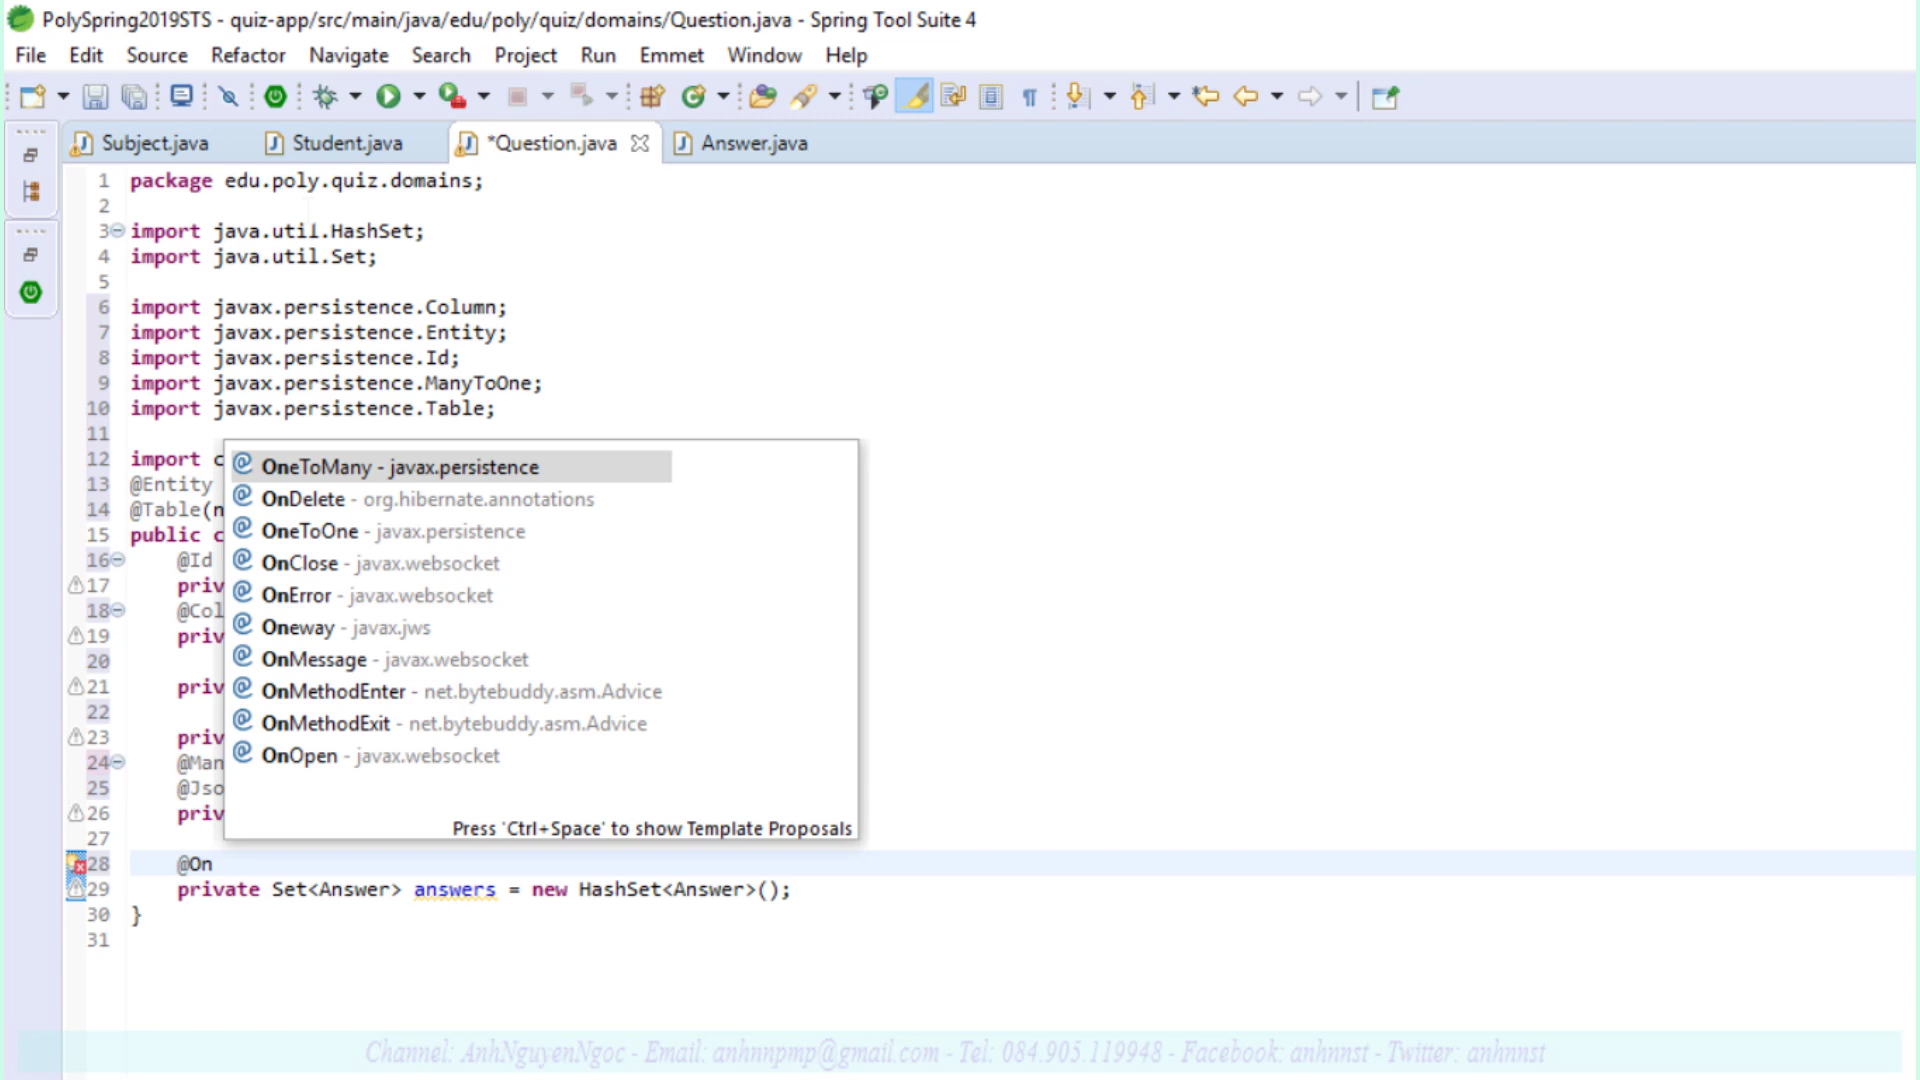 PolySpring2019STS - quiz-app/src/main/java/edu/poly/quiz/domains/Question.java - Spring Tool Suite 4
File Edit Source Refactor Navigate Search Project Run Emmet Window Help
Subject.java Student.java *Question.java Answer.java
1 package edu.poly.quiz.domains;
2
3 import java.util.HashSet;
4 import java.util.Set;
5
6 import javax.persistence.Column;
7 import javax.persistence.Entity;
8 import javax.persistence.Id;
9 import javax.persistence.ManyToOne;
10 import javax.persistence.Table;
11
12 import c
13 @Entity
14 @Table(n
15 public c
16 @Id
17 priv
18 @Col
19 priv
20
21 priv
22
23 priv
24 @Man
25 @Jso
26 priv
27
OneToMany - javax.persistence
OnDelete - org.hibernate.annotations
OneToOne - javax.persistence
OnClose - javax.websocket
OnError - javax.websocket
Oneway - javax.jws
OnMessage - javax.websocket
OnMethodEnter - net.bytebuddy.asm.Advice
OnMethodExit - net.bytebuddy.asm.Advice
OnOpen - javax.websocket
Press 'Ctrl+Space' to show Template Proposals
28 @On
29 private Set<Answer> answers = new HashSet<Answer>();
30 }
31
Channel: AnhNguyenNgoc - Email: anhnnpmp@gmail.com - Tel: 084.905.119948 - Facebook: anhnnst - Twitter: anhnnst